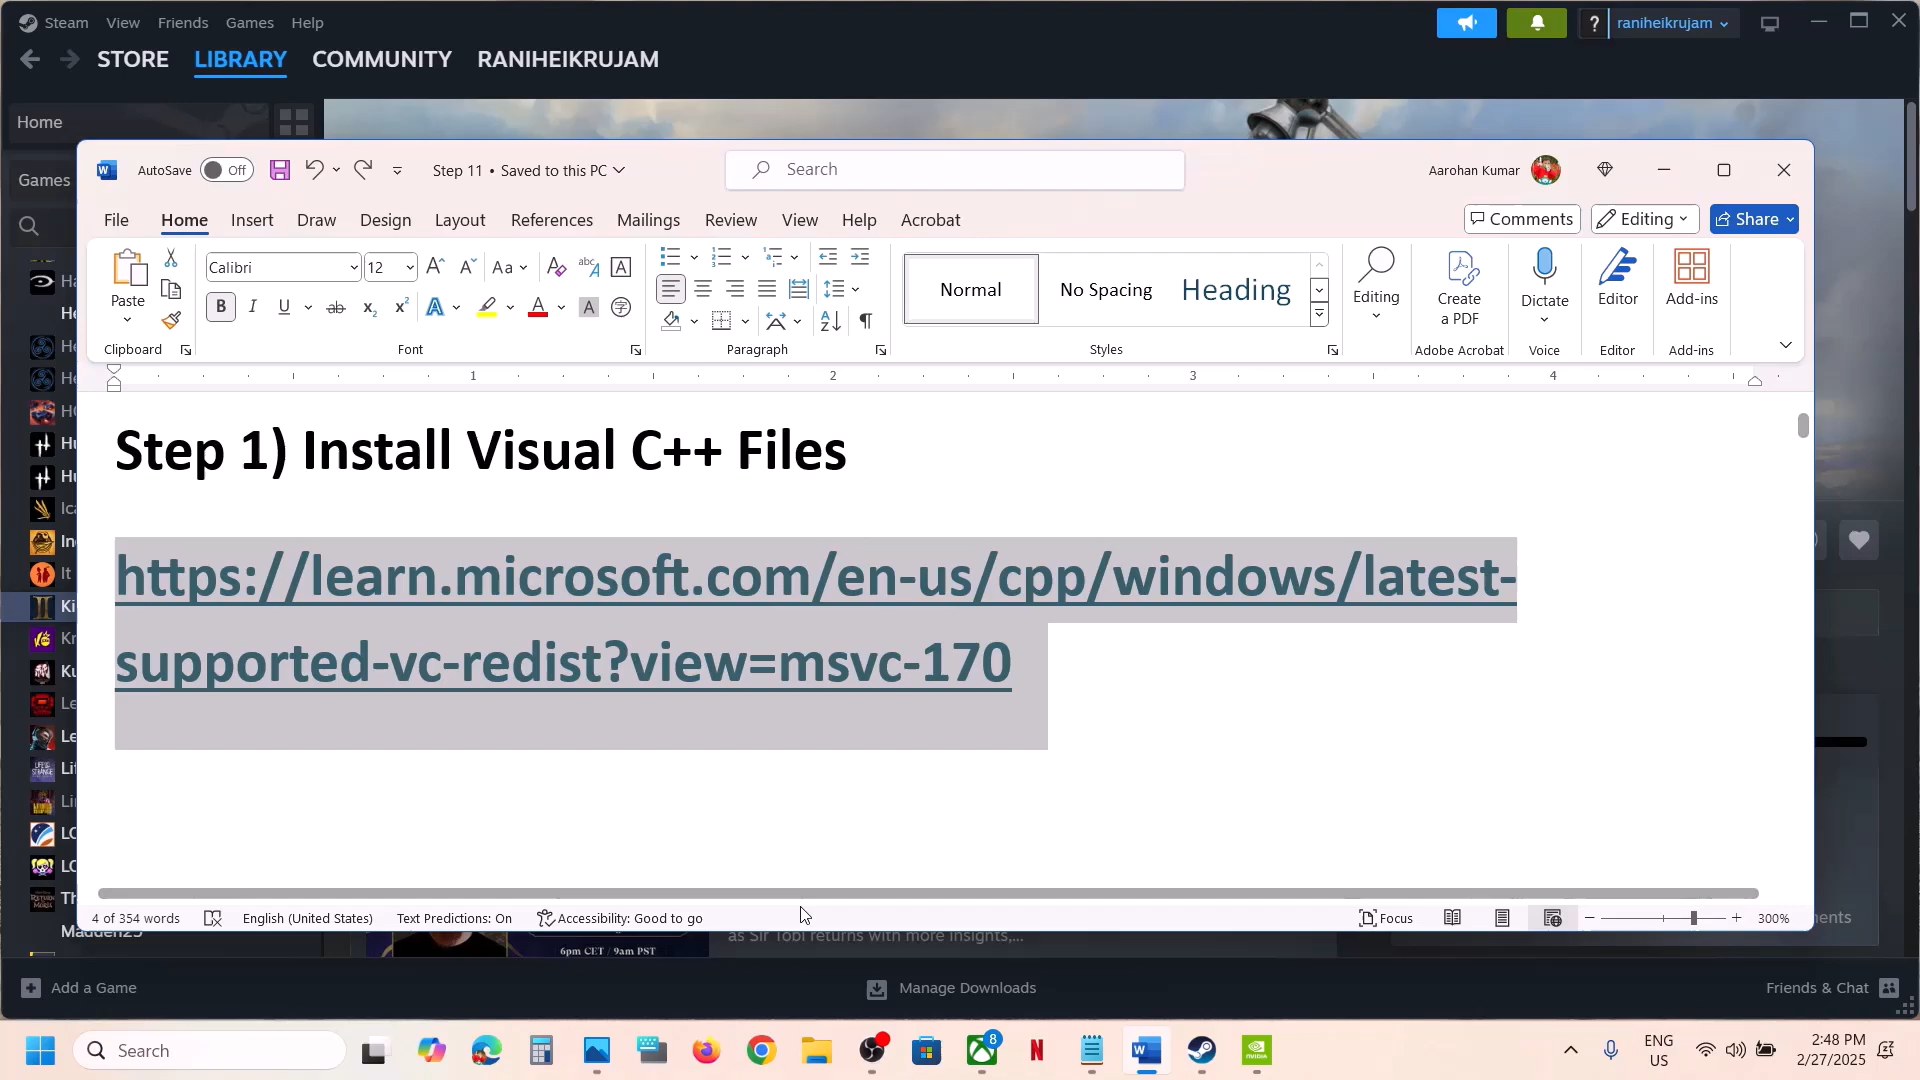 Steam View Friends Games Help
raniheikrujam
STORE LIBRARY COMMUNITY RANIHEIKRUJAM
Home
Games
AutoSave Off
Step 11 • Saved to this PC
Search
Aarohan Kumar
File Home Insert Draw Design Layout References Mailings Review View Help Acrobat
Comments Editing Share
Paste
Clipboard
Calibri 12
Font
Paragraph
Normal No Spacing Heading
Styles
Editing
Create a PDF
Adobe Acrobat
Dictate
Voice
Editor
Editor
Add-ins
Add-ins
1 2 3 4
Step 1) Install Visual C++ Files
https://learn.microsoft.com/en-us/cpp/windows/latest-
supported-vc-redist?view=msvc-170
4 of 354 words English (United States) Text Predictions: On Accessibility: Good to go Focus 300%
as Sir Tobi returns with more insights,...
6pm CET / 9am PST
Add a Game Manage Downloads Friends & Chat
Search
8
ENG
US
2:48 PM
2/27/2025